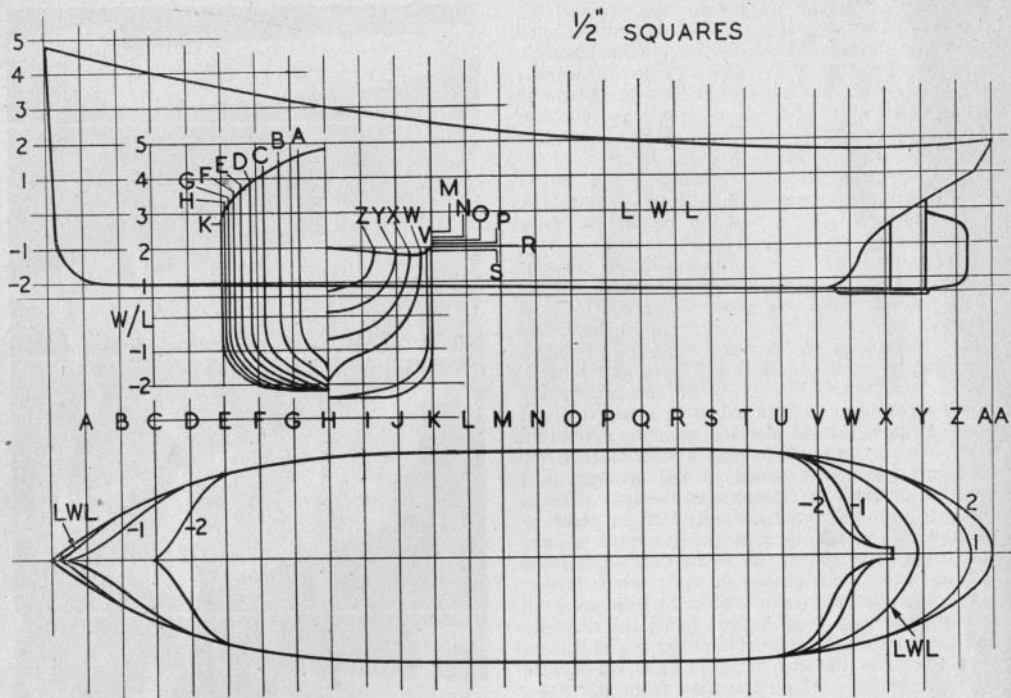 ½" SQUARES
5
4
3
2
1
-1
-2
5
4
3
2
1
W/L
-1
-2
A
B
C
D
E
F
G
H
K
Z Y X W
V
M
N
O
P
R
S
L W L
A B C D E F G H I J K L M N O P Q R S T U V W X Y Z AA
LWL
-1
-2
-2
-1
2
1
LWL